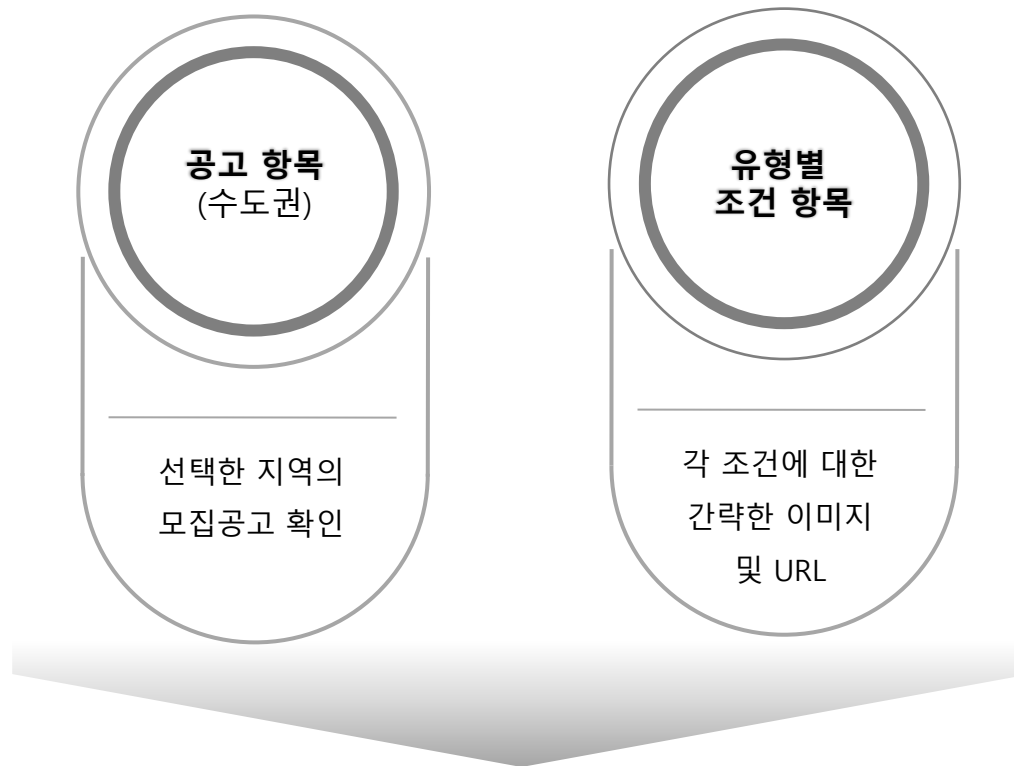 공고 항목
(수도권)
선택한 지역의
모집공고 확인
유형별
조건 항목
각 조건에 대한
간략한 이미지
및 URL